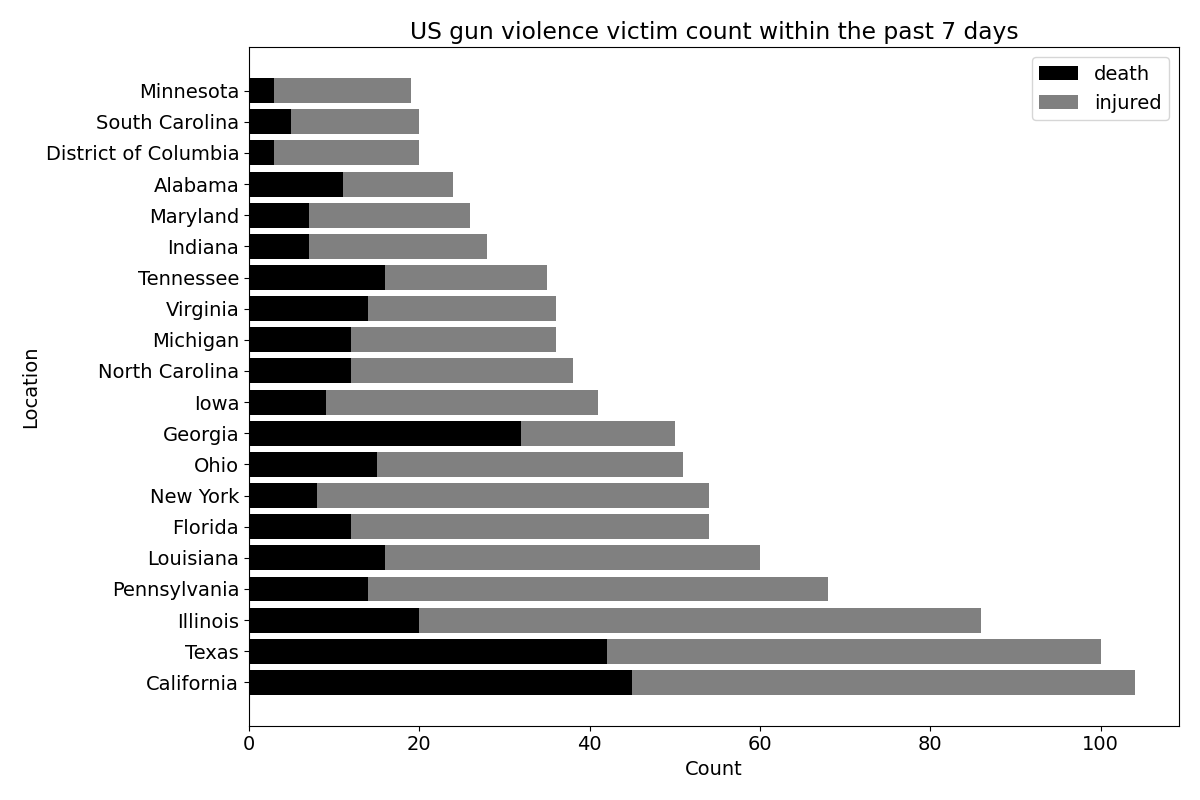 US gun violence victim count within the past 7 days
death
injured
Minnesota
South Carolina
District of Columbia
Alabama
Maryland
Indiana
Tennessee
Virginia
Michigan
North Carolina
Iowa
Georgia
Ohio
New York
Florida
Louisiana
Pennsylvania
Illinois
Texas
California
Location
0 20 40 60 80 100
Count